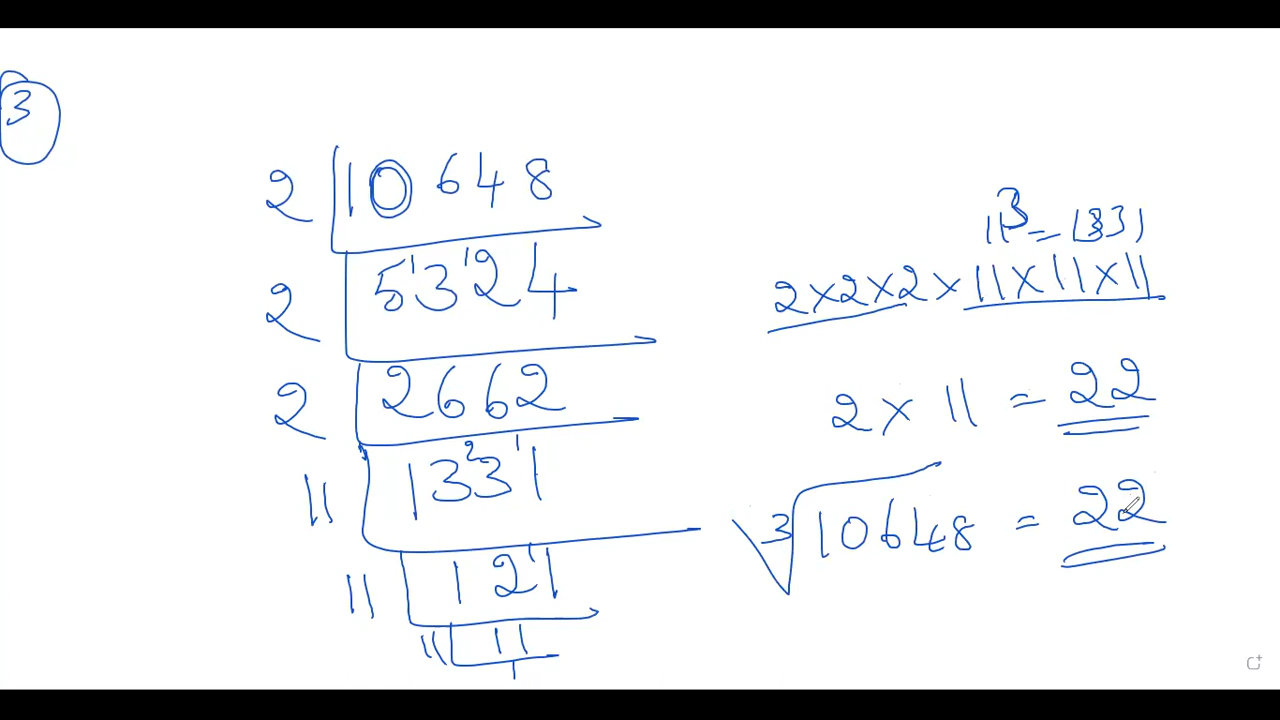 3
2 | 10648
2 | 5324
2 | 2662
11 | 1331
11 | 121
11 | 11
1
11³ = 1331
2×2×2×11×11×11
2 × 11 = 22
∛10648 = 22